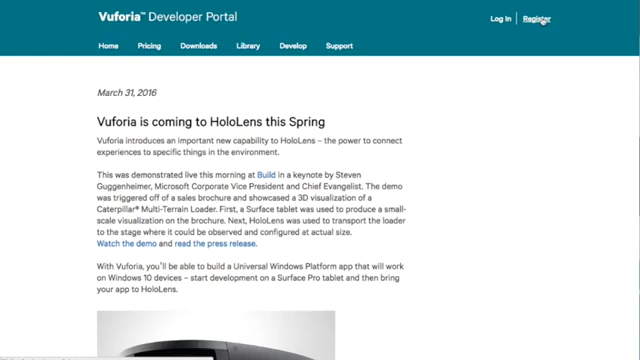 Vuforia™ Developer Portal
Log In | Register
Home Pricing Downloads Library Develop Support
March 31, 2016
Vuforia is coming to HoloLens this Spring
Vuforia introduces an important new capability to HoloLens – the power to connect
experiences to specific things in the environment.
This was demonstrated live this morning at Build in a keynote by Steven
Guggenheimer, Microsoft Corporate Vice President and Chief Evangelist. The demo
was triggered off of a sales brochure and showcased a 3D visualization of a
Caterpillar® Multi-Terrain Loader. First, a Surface tablet was used to produce a small-
scale visualization on the brochure. Next, HoloLens was used to transport the loader
to the stage where it could be observed and configured at actual size.
Watch the demo and read the press release.
With Vuforia, you'll be able to build a Universal Windows Platform app that will work
on Windows 10 devices – start development on a Surface Pro tablet and then bring
your app to HoloLens.